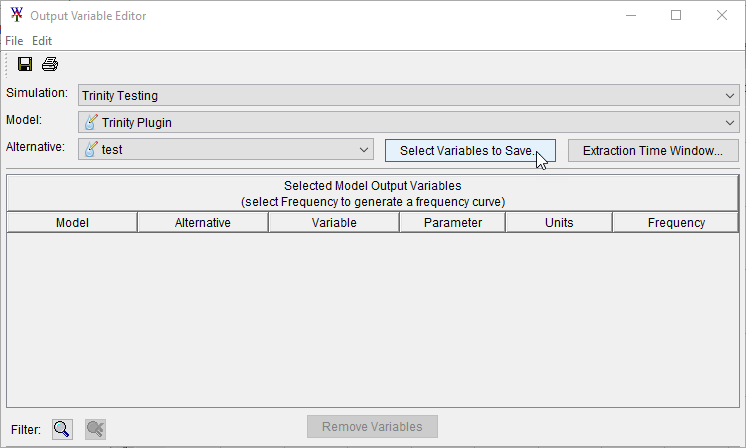 Output Variable Editor
File Edit
Simulation: Trinity Testing
Model: Trinity Plugin
Alternative: test Select Variables to Save... Extraction Time Window...
Selected Model Output Variables
(select Frequency to generate a frequency curve)
Model Alternative Variable Parameter Units Frequency
Filter: Remove Variables